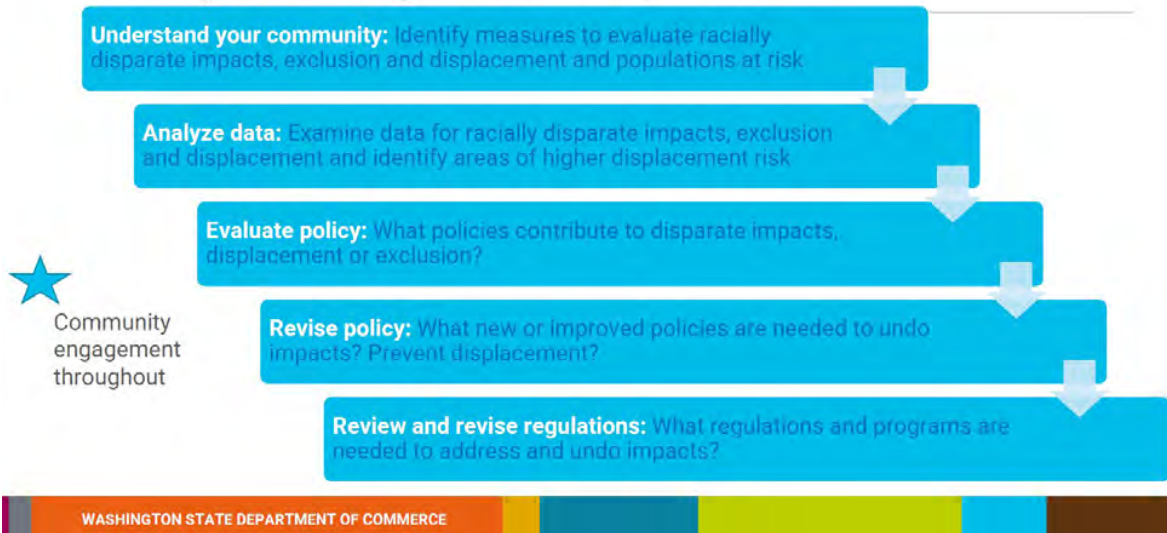 Understand your community: Identify measures to evaluate racially
disparate impacts, exclusion and displacement and populations at risk
Analyze data: Examine data for racially disparate impacts, exclusion
and displacement and identify areas of higher displacement risk
Evaluate policy: What policies contribute to disparate impacts,
displacement or exclusion?
Community
engagement
throughout
Revise policy: What new or improved policies are needed to undo
impacts? Prevent displacement?
Review and revise regulations: What regulations and programs are
needed to address and undo impacts?
WASHINGTON STATE DEPARTMENT OF COMMERCE